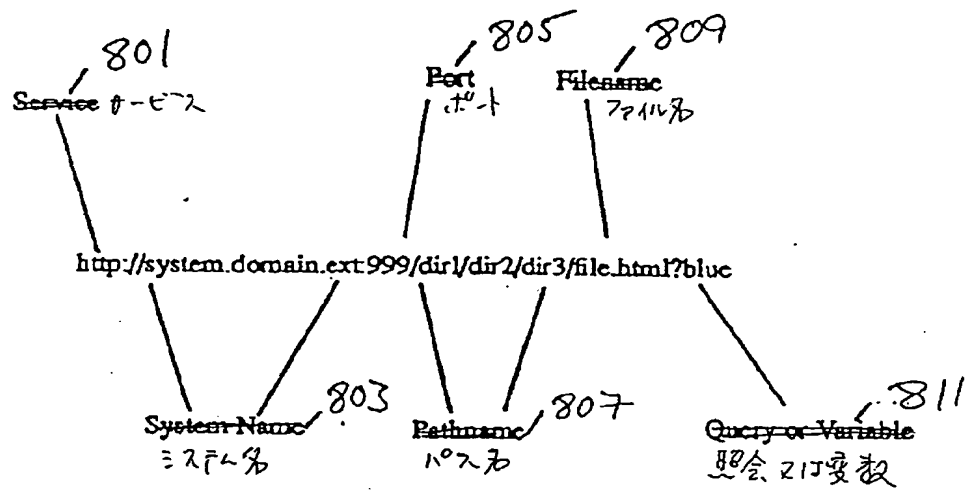 801
805
809
Service サービス
Port
ポート
Filename
ファイル名
http://system.domain.ext:999/dir1/dir2/dir3/file.html?blue
803
807
811
System Name
システム名
Pathname
パス名
Query or Variable
照会又は変数